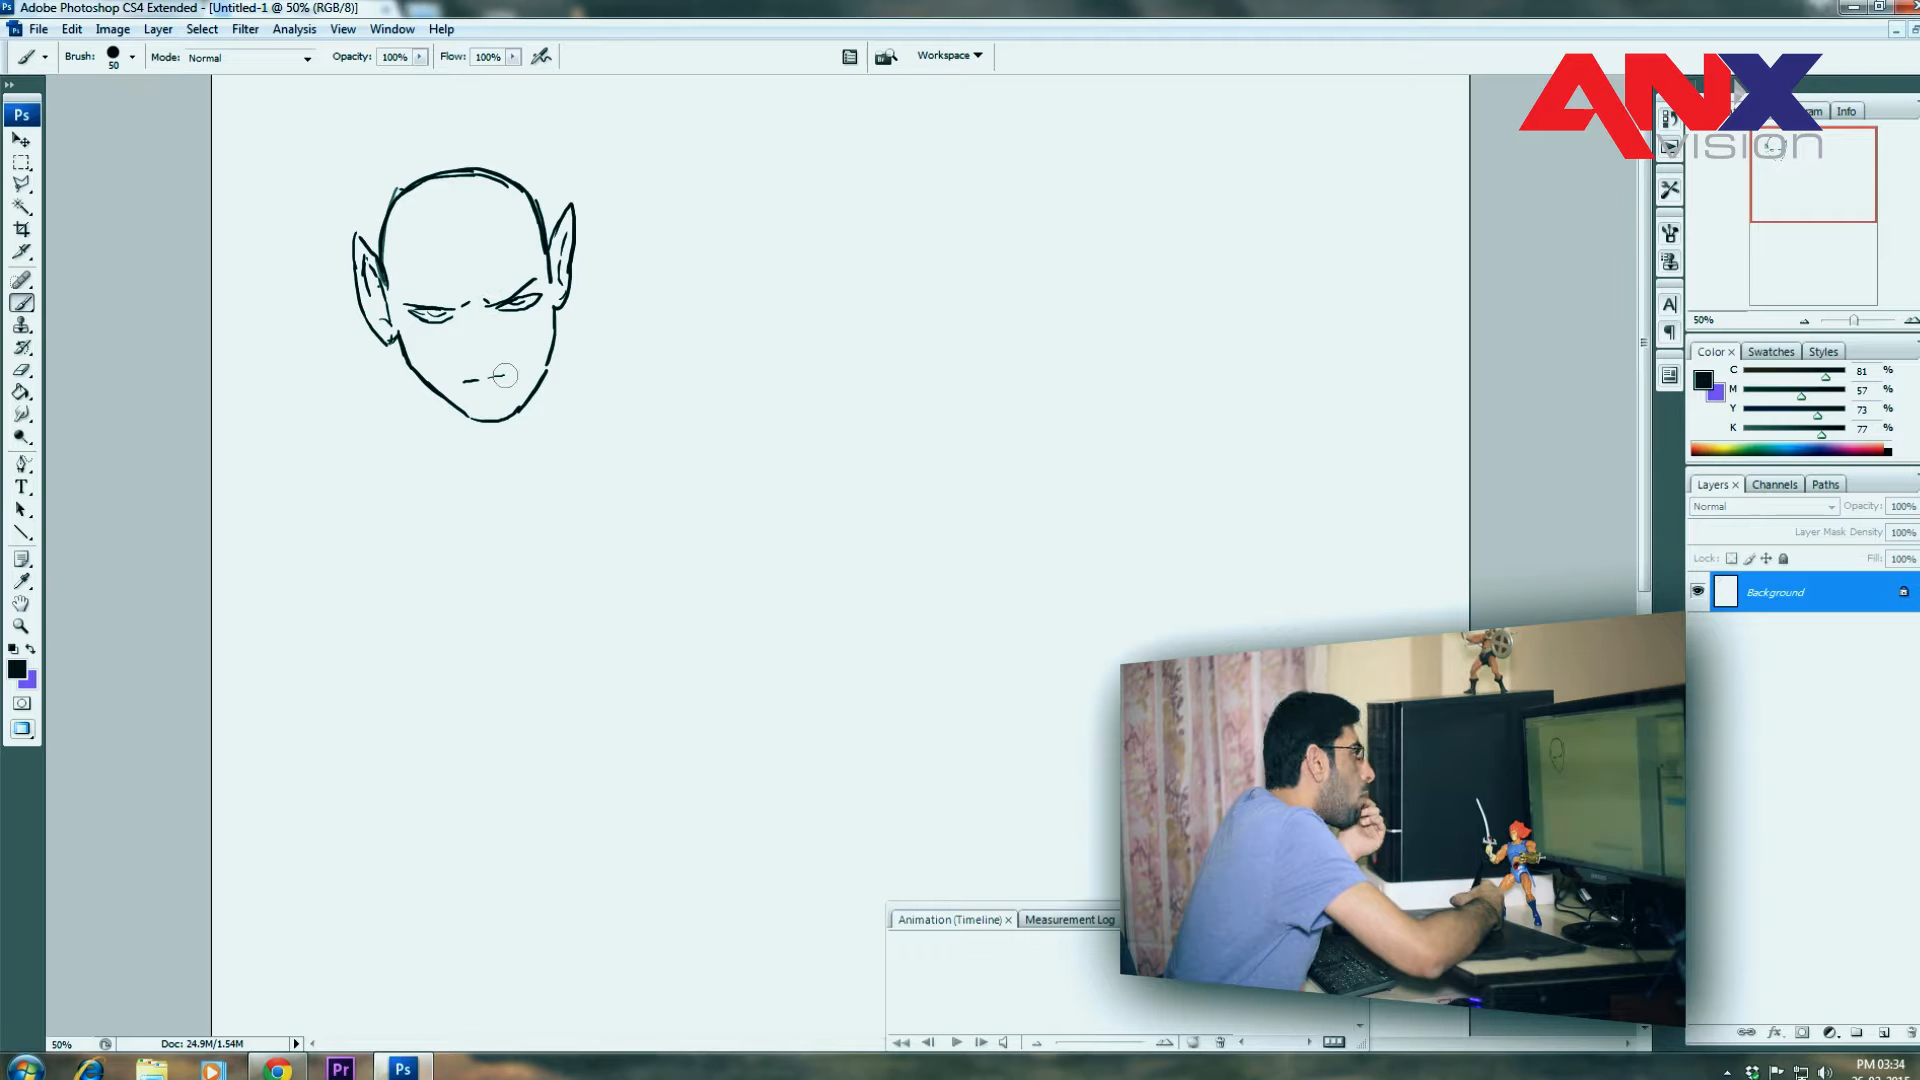 Adobe Photoshop CS4 Extended - [Untitled-1 @ 50% (RGB/8)]
File Edit Image Layer Select Filter Analysis View Window Help
Brush: 50 Mode: Normal Opacity: 100% Flow: 100% Workspace
ANX
vision
Info
Ps
50%
Color Swatches Styles
C 81 %
M 57 %
Y 73 %
K 77 %
Layers Channels Paths
Normal Opacity: 100%
Layer Mask Density 100%
Lock: Fill: 100%
Background
Animation (Timeline) Measurement Log
50% Doc: 24.9M/1.54M
Pr Ps
PM 03:34